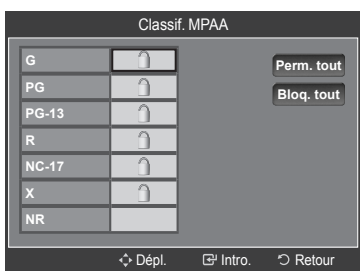 Classif. MPAA
G
Perm. tout
PG
Bloq. tout
PG-13
R
NC-17
X
NR
Dépl. Intro. Retour